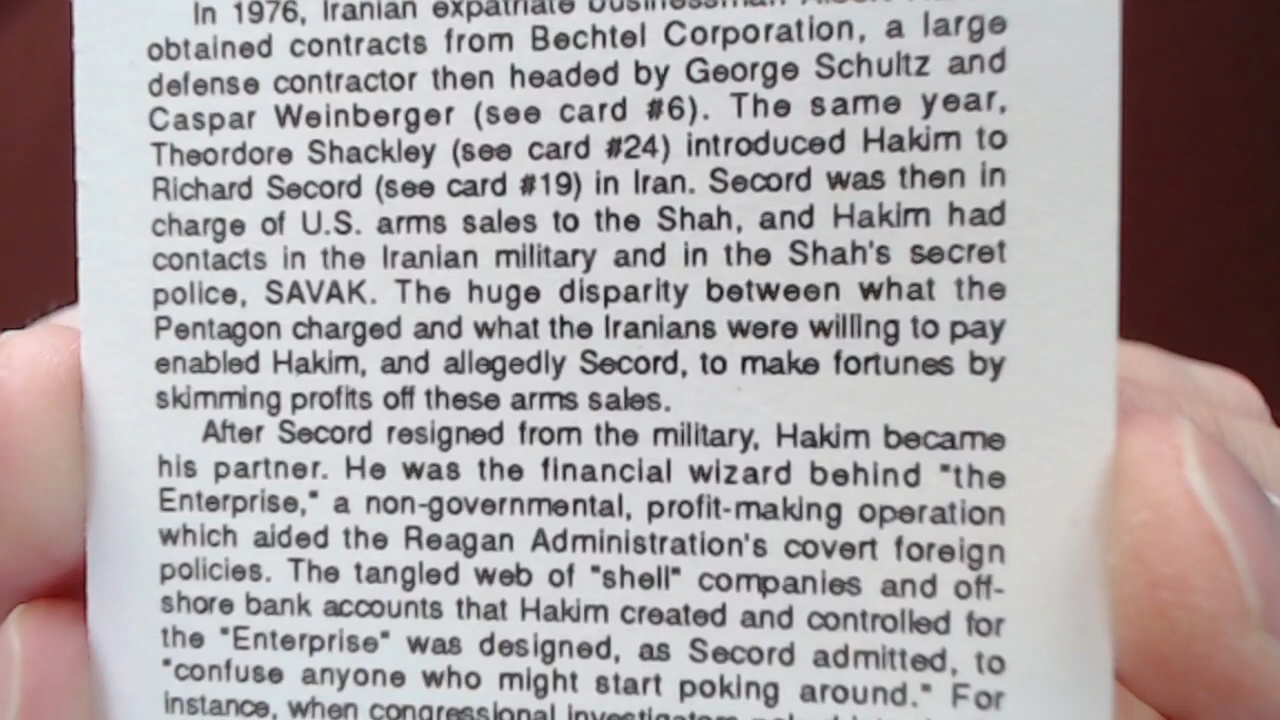 In 1976, Iranian expatriate businessman Albert
obtained contracts from Bechtel Corporation, a large
defense contractor then headed by George Schultz and
Caspar Weinberger (see card #6). The same year,
Theordore Shackley (see card #24) introduced Hakim to
Richard Secord (see card #19) in Iran. Secord was then in
charge of U.S. arms sales to the Shah, and Hakim had
contacts in the Iranian military and in the Shah's secret
police, SAVAK. The huge disparity between what the
Pentagon charged and what the Iranians were willing to pay
enabled Hakim, and allegedly Secord, to make fortunes by
skimming profits off these arms sales.
After Secord resigned from the military, Hakim became
his partner. He was the financial wizard behind "the
Enterprise," a non-governmental, profit-making operation
which aided the Reagan Administration's covert foreign
policies. The tangled web of "shell" companies and off-
shore bank accounts that Hakim created and controlled for
the "Enterprise" was designed, as Secord admitted, to
"confuse anyone who might start poking around." For
instance, when congressional investigators